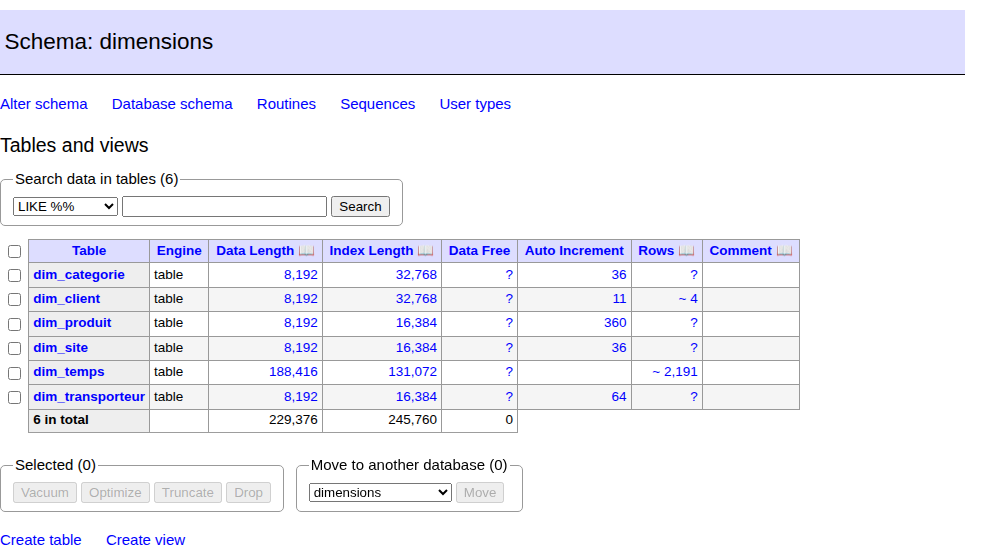 Schema: dimensions
Alter schema Database schema Routines Sequences User types
Tables and views
Search data in tables (6)
LIKE %% Search
Table Engine Data Length 📖 Index Length 📖 Data Free Auto Increment Rows 📖 Comment 📖
dim_categorie table 8,192 32,768 ? 36 ?
dim_client table 8,192 32,768 ? 11 ~ 4
dim_produit table 8,192 16,384 ? 360 ?
dim_site table 8,192 16,384 ? 36 ?
dim_temps table 188,416 131,072 ? ~ 2,191
dim_transporteur table 8,192 16,384 ? 64 ?
6 in total 229,376 245,760 0
Selected (0) Move to another database (0)
Vacuum Optimize Truncate Drop dimensions Move
Create table Create view